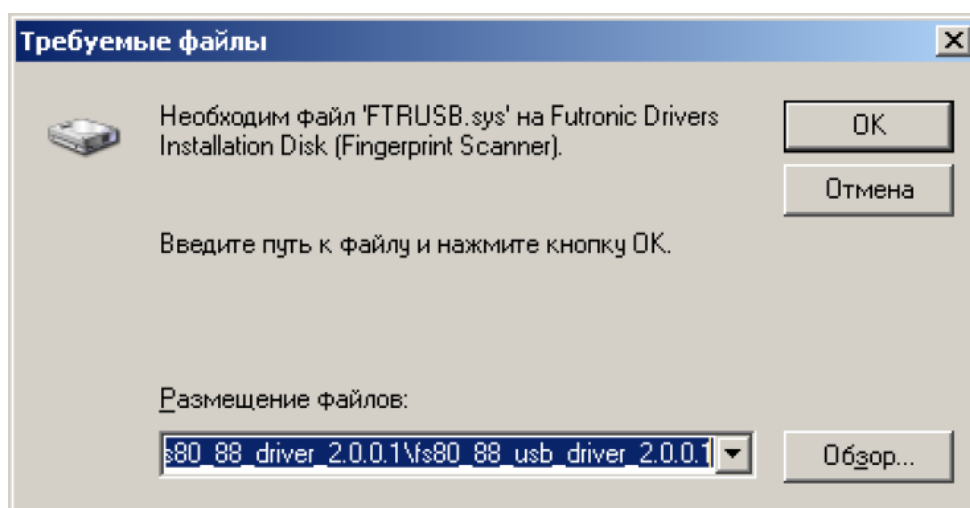 Требуемые файлы
Необходим файл 'FTRUSB.sys' на Futronic Drivers
Installation Disk (Fingerprint Scanner).
OK
Отмена
Введите путь к файлу и нажмите кнопку OK.
Размещение файлов:
s80_88_driver_2.0.0.1\fs80_88_usb_driver_2.0.0.1
Обзор...